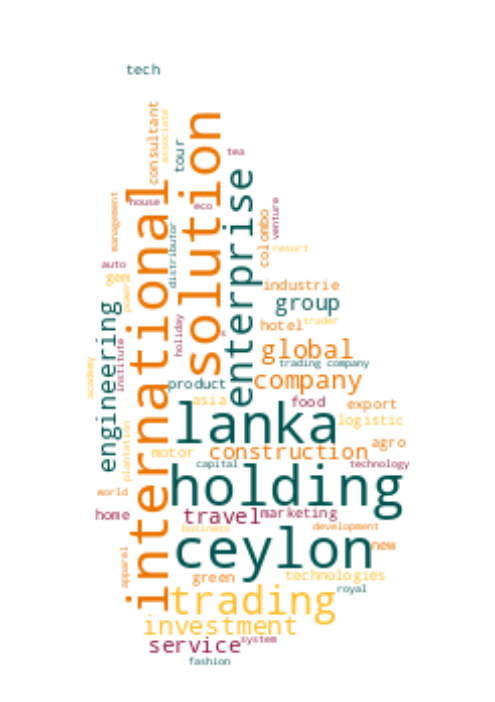 tech
consultant
associate
tour
tea
solution
international
enterprise
management
house
eco
venture
colombo
distributor
resort
auto
gem
power
industrie
group
engineering
holiday
hotel
trader
institute
global
trading company
academy
product
company
asia
food
export
lanka
logistic
plantation
motor
construction
agro
capital
technology
world
holding
home
travel
marketing
business
development
ceylon
new
apparel
green
technologies
royal
trading
investment
service
system
fashion